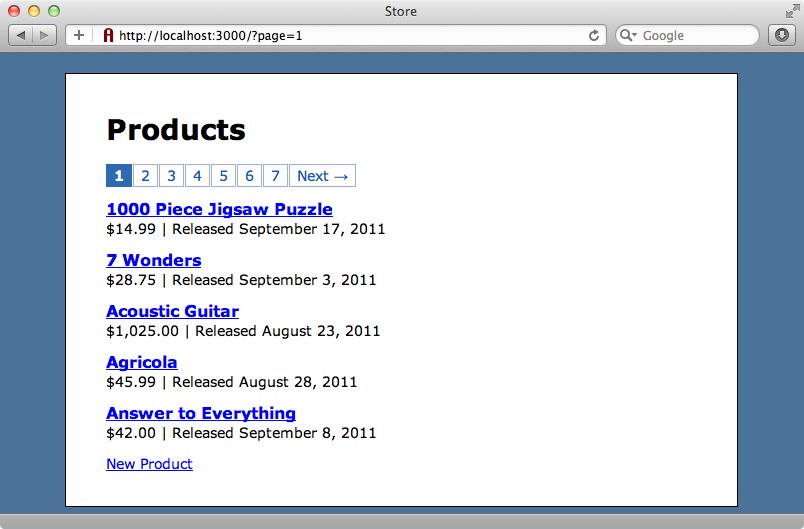 Store
http://localhost:3000/?page=1
Google
Products
1 2 3 4 5 6 7 Next →
1000 Piece Jigsaw Puzzle
$14.99 | Released September 17, 2011
7 Wonders
$28.75 | Released September 3, 2011
Acoustic Guitar
$1,025.00 | Released August 23, 2011
Agricola
$45.99 | Released August 28, 2011
Answer to Everything
$42.00 | Released September 8, 2011
New Product